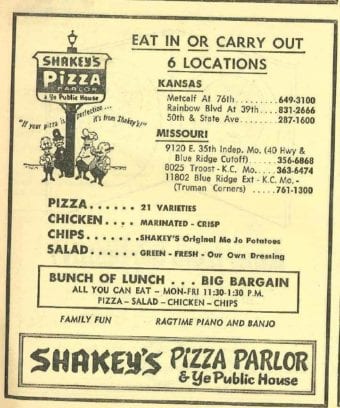 SHAKEY'S
PIZZA
PARLOR
& Ye Public House
"If your pizza is perfection...
it's from Shakey's!"
EAT IN OR CARRY OUT
6 LOCATIONS
KANSAS
Metcalf At 76th..........649-3100
Rainbow Blvd At 39th....831-2666
50th & State Ave........287-1600
MISSOURI
9120 E. 35th Indep. Mo. (40 Hwy &
Blue Ridge Cutoff).......356-6868
8025 Troost - K.C. Mo.....363-6474
11802 Blue Ridge Ext - K.C. Mo.-
(Truman Corners) .......761-1300
PIZZA...... 21 VARIETIES
CHICKEN.... MARINATED - CRISP
CHIPS...... SHAKEY'S Original Mo Jo Potatoes
SALAD...... GREEN - FRESH - Our Own Dressing
BUNCH OF LUNCH . . . BIG BARGAIN
ALL YOU CAN EAT - MON-FRI 11:30-1:30 P.M.
PIZZA - SALAD - CHICKEN - CHIPS
FAMILY FUN RAGTIME PIANO AND BANJO
SHAKEY'S PIZZA PARLOR
& Ye Public House